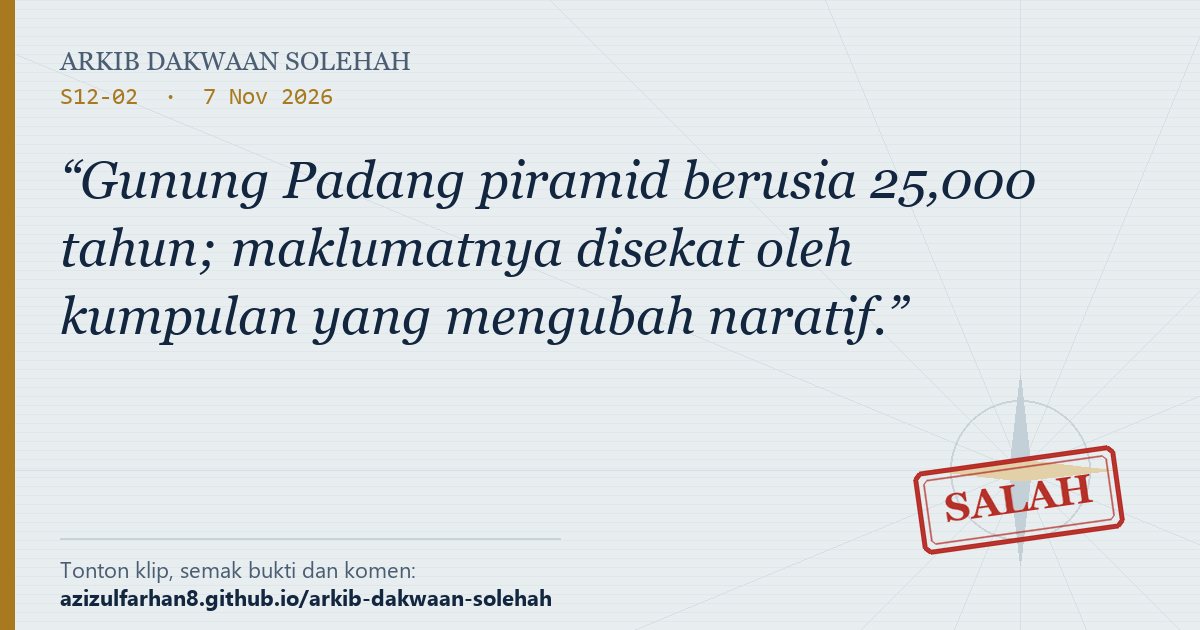 ARKIB DAKWAAN SOLEHAH
S12-02 · 7 Nov 2026
“Gunung Padang piramid berusia 25,000
tahun; maklumatnya disekat oleh
kumpulan yang mengubah naratif.”
SALAH
Tonton klip, semak bukti dan komen:
azizulfarhan8.github.io/arkib-dakwaan-solehah